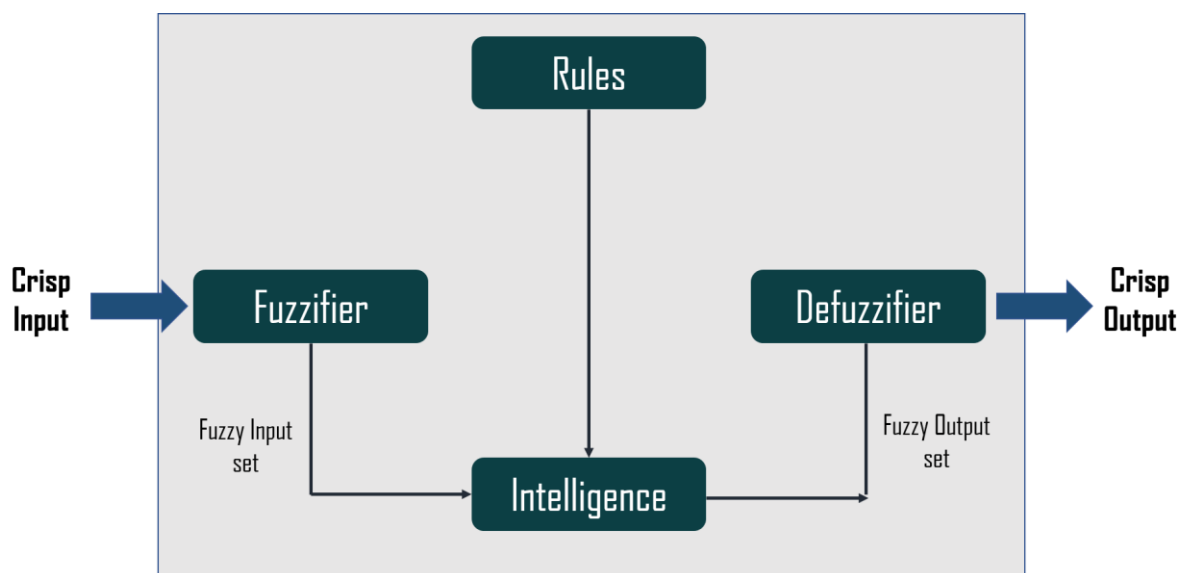 Rules
Crisp
Input
Fuzzifier
Defuzzifier
Crisp
Output
Fuzzy Input
set
Fuzzy Output
set
Intelligence